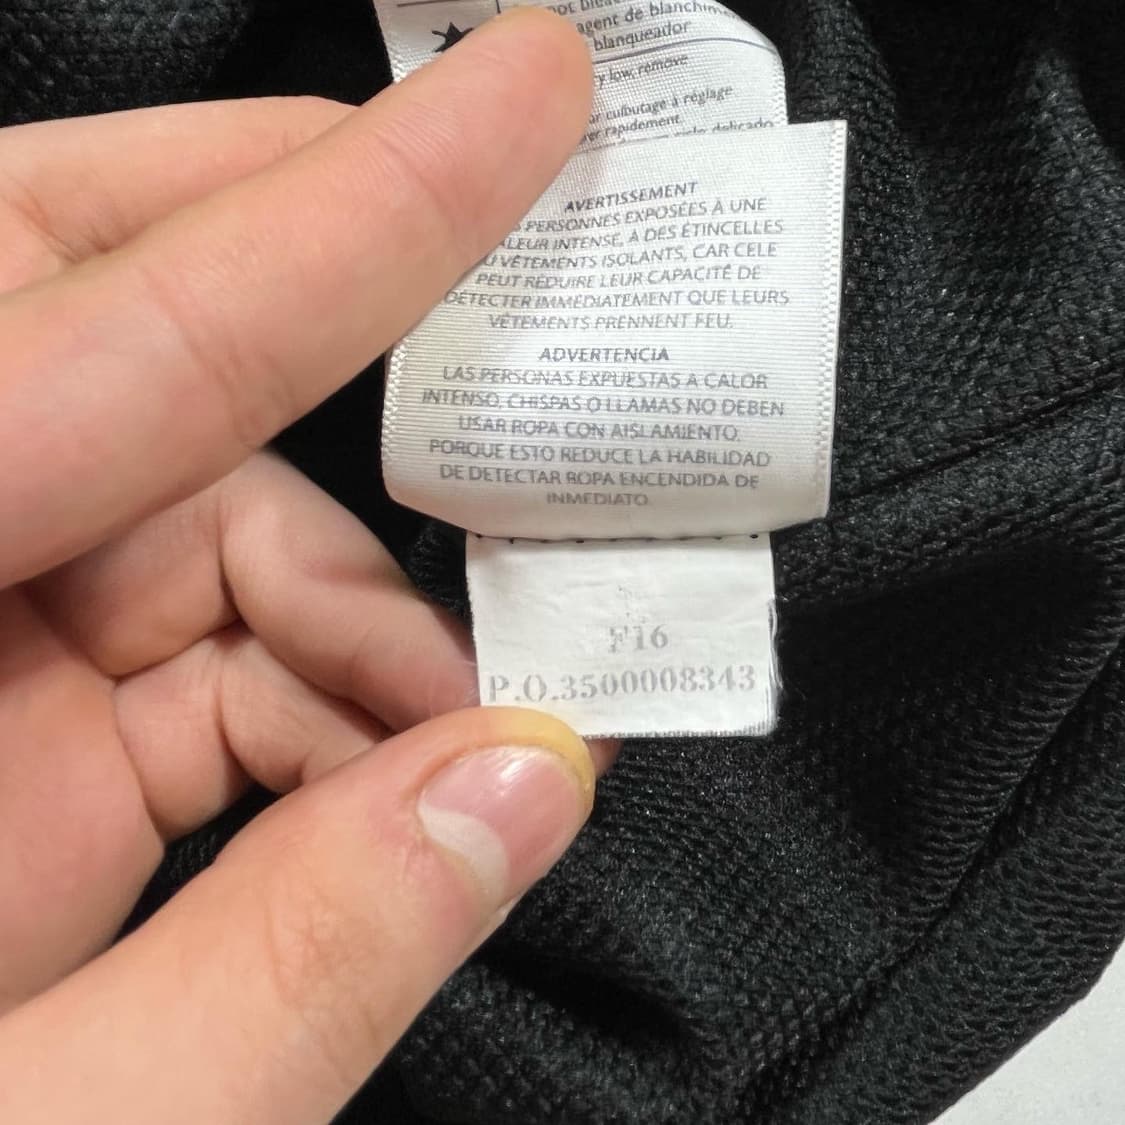 not
agent de blanchim
blanqueador
y low, remove
culbutage à réglage
rapidement.
delicado
AVERTISSEMENT
PERSONNES EXPOSÉES À UNE
LEUR INTENSE, À DES ÉTINCELLES
VÊTEMENTS ISOLANTS, CAR CELE
PEUT RÉDUIRE LEUR CAPACITÉ DE
DÉTECTER IMMÉDIATEMENT QUE LEURS
VÊTEMENTS PRENNENT FEU.
ADVERTENCIA
LAS PERSONAS EXPUESTAS A CALOR
INTENSO, CHISPAS O LLAMAS NO DEBEN
USAR ROPA CON AISLAMIENTO,
PORQUE ESTO REDUCE LA HABILIDAD
DE DETECTAR ROPA ENCENDIDA DE
INMEDIATO
F16
P.O.3500008343